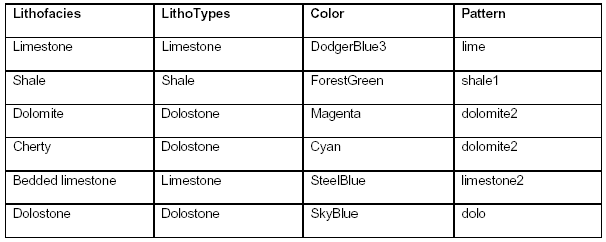 Lithofacies LithoTypes Color Pattern
Limestone Limestone DodgerBlue3 lime
Shale Shale ForestGreen shale1
Dolomite Dolostone Magenta dolomite2
Cherty Dolostone Cyan dolomite2
Bedded limestone Limestone SteelBlue limestone2
Dolostone Dolostone SkyBlue dolo